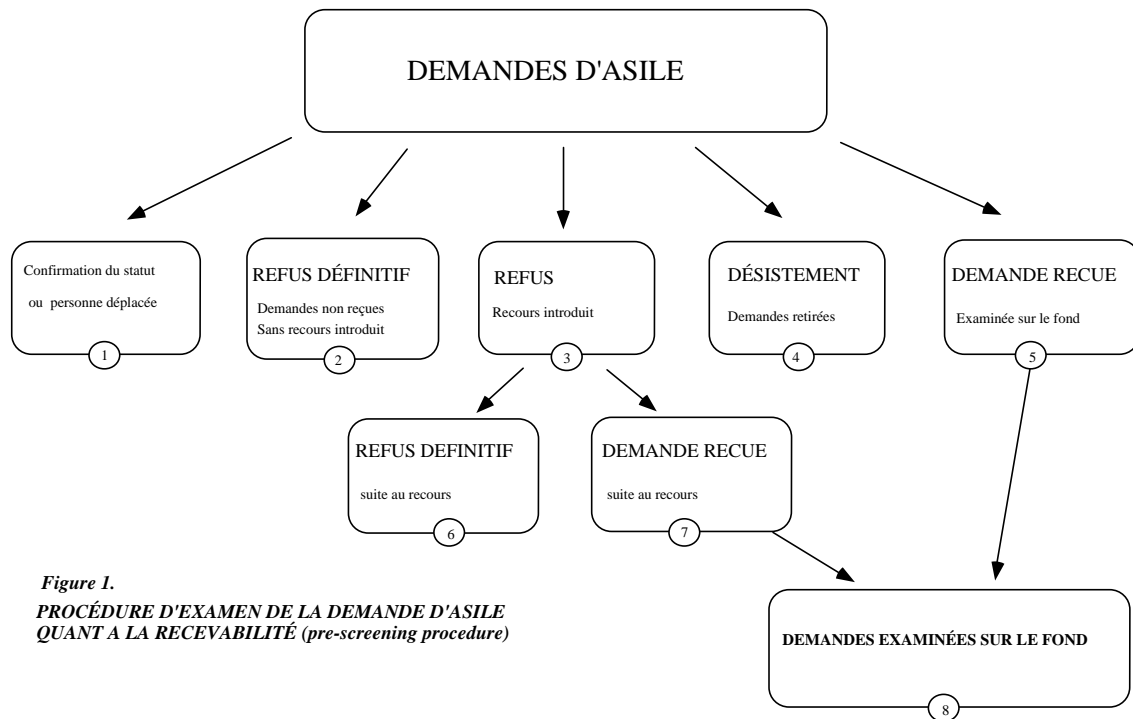 DEMANDES D'ASILE
Confirmation du statut
ou personne déplacée
1
REFUS DÉFINITIF
Demandes non reçues
Sans recours introduit
2
REFUS
Recours introduit
3
DÉSISTEMENT
Demandes retirées
4
DEMANDE RECUE
Examinée sur le fond
5
REFUS DEFINITIF
suite au recours
6
DEMANDE RECUE
suite au recours
7
Figure 1.
PROCÉDURE D'EXAMEN DE LA DEMANDE D'ASILE
QUANT A LA RECEVABILITÉ (pre-screening procedure)
DEMANDES EXAMINÉES SUR LE FOND
8